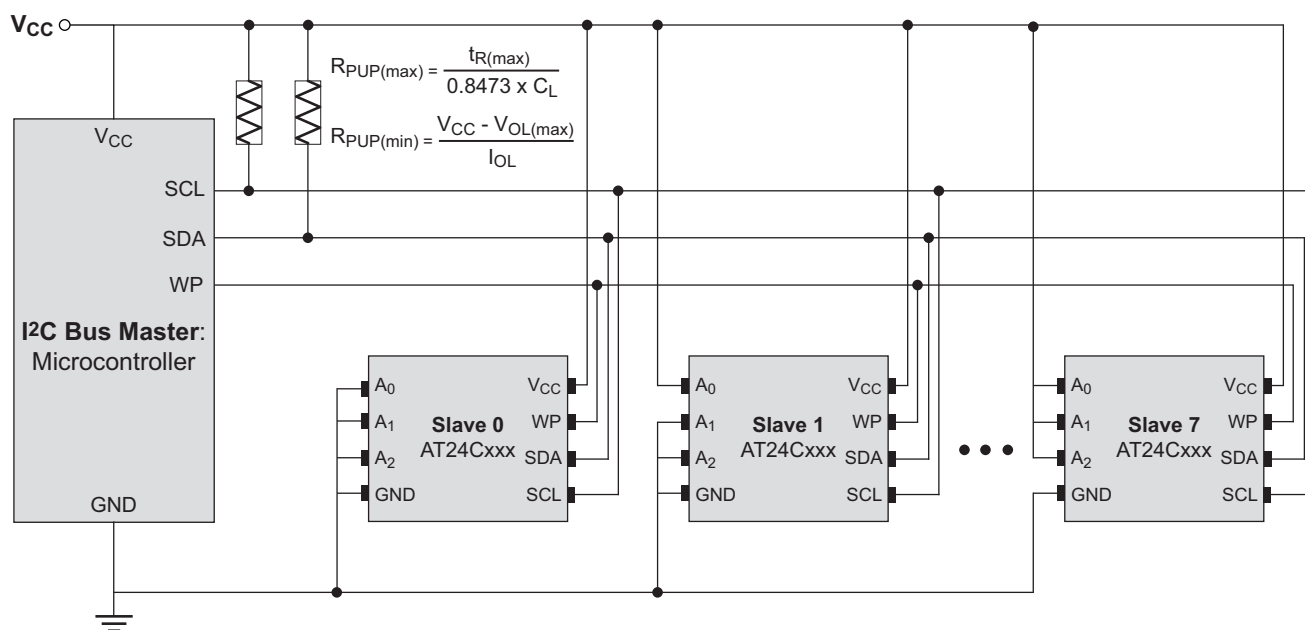 VCC
RPUP(max) = tR(max)
0.8473 x CL
RPUP(min) = VCC - VOL(max)
IOL
VCC
SCL
SDA
WP
I2C Bus Master:
Microcontroller
GND
A0
A1
A2
GND
Slave 0
AT24Cxxx
VCC
WP
SDA
SCL
A0
A1
A2
GND
Slave 1
AT24Cxxx
VCC
WP
SDA
SCL
A0
A1
A2
GND
Slave 7
AT24Cxxx
VCC
WP
SDA
SCL